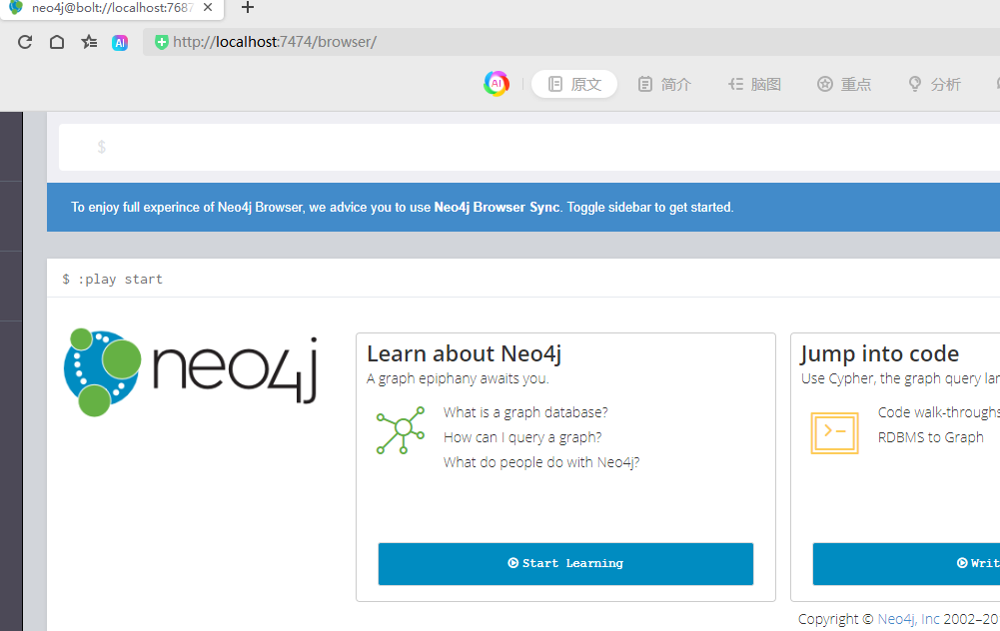 neo4j@bolt://localhost:7687
AI http://localhost:7474/browser/
AI 原文 简介 脑图 重点 分析
$
To enjoy full experince of Neo4j Browser, we advice you to use Neo4j Browser Sync. Toggle sidebar to get started.
$ :play start
neo4j
Learn about Neo4j
A graph epiphany awaits you.
What is a graph database?
How can I query a graph?
What do people do with Neo4j?
Start Learning
Jump into code
Use Cypher, the graph query lan
Code walk-throughs
RDBMS to Graph
Writ
Copyright © Neo4j, Inc 2002–20